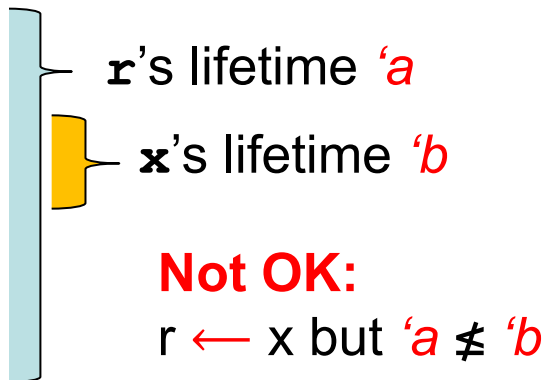 r's lifetime ‘a
x's lifetime ‘b
Not OK:
r ← x but ‘a ≰ ‘b